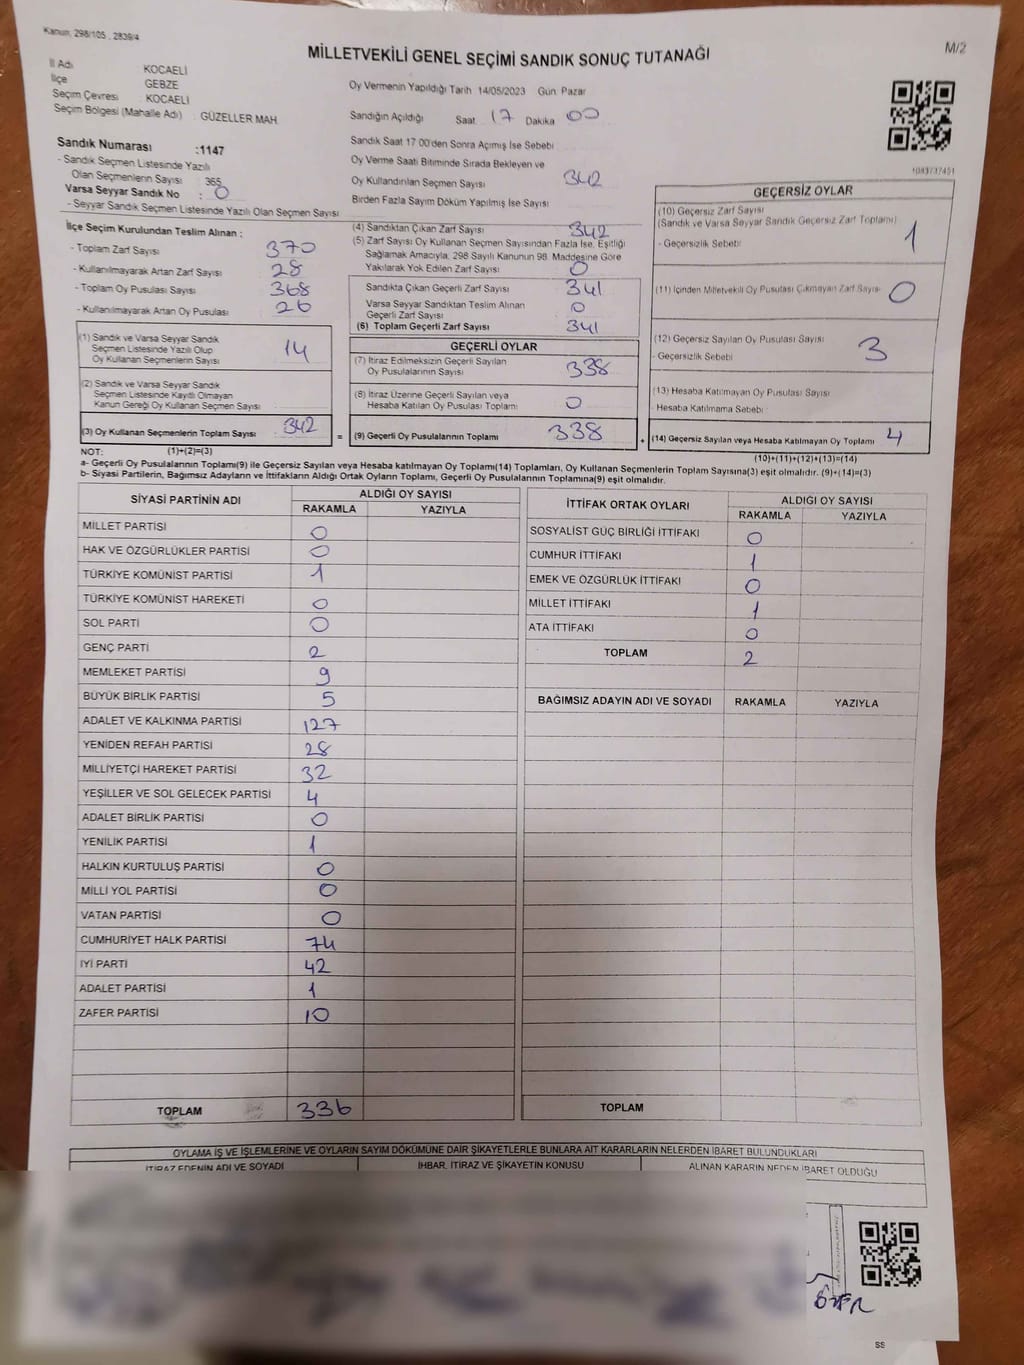 Kanun, 298/105 , 2839/4
MİLLETVEKİLİ GENEL SEÇİMİ SANDIK SONUÇ TUTANAĞI
M/2
İl Adı KOCAELİ
İlçe GEBZE
Seçim Çevresi KOCAELİ
Seçim Bölgesi (Mahalle Adı) GÜZELLER MAH
Sandık Numarası :1147
- Sandık Seçmen Listesinde Yazılı
Olan Seçmenlerin Sayısı : 365
Varsa Seyyar Sandık No : 0
- Seyyar Sandık Seçmen Listesinde Yazılı Olan Seçmen Sayısı
Oy Vermenin Yapıldığı Tarih 14/05/2023 Gün: Pazar
Sandığın Açıldığı Saat 17 Dakika 00
Sandık Saat 17:00'den Sonra Açılmış İse Sebebi
Oy Verme Saati Bitiminde Sırada Bekleyen ve
Oy Kullandırılan Seçmen Sayısı 342
Birden Fazla Sayım Döküm Yapılmış İse Sayısı
1083737451
İlçe Seçim Kurulundan Teslim Alınan :
- Toplam Zarf Sayısı 370
- Kullanılmayarak Artan Zarf Sayısı 28
- Toplam Oy Pusulası Sayısı 368
- Kullanılmayarak Artan Oy Pusulası 26
(1) Sandık ve Varsa Seyyar Sandık
Seçmen Listesinde Yazılı Olup
Oy Kullanan Seçmenlerin Sayısı 14
(2) Sandık ve Varsa Seyyar Sandık
Seçmen Listesinde Kayıtlı Olmayan
Kanun Gereği Oy Kullanan Seçmen Sayısı
(3) Oy Kullanan Seçmenlerin Toplam Sayısı 342
(4) Sandıktan Çıkan Zarf Sayısı 342
(5) Zarf Sayısı Oy Kullanan Seçmen Sayısından Fazla İse, Eşitliği
Sağlamak Amacıyla, 298 Sayılı Kanunun 98. Maddesine Göre
Yakılarak Yok Edilen Zarf Sayısı 0
Sandıkta Çıkan Geçerli Zarf Sayısı 341
Varsa Seyyar Sandıktan Teslim Alınan
Geçerli Zarf Sayısı 0
(6) Toplam Geçerli Zarf Sayısı 341
GEÇERLİ OYLAR
(7) İtiraz Edilmeksizin Geçerli Sayılan
Oy Pusulalarının Sayısı 338
(8) İtiraz Üzerine Geçerli Sayılan veya
Hesaba Katılan Oy Pusulası Toplamı 0
= (9) Geçerli Oy Pusulalarının Toplamı 338
GEÇERSİZ OYLAR
(10) Geçersiz Zarf Sayısı
(Sandık ve Varsa Seyyar Sandık Geçersiz Zarf Toplamı) 1
- Geçersizlik Sebebi
(11) İçinden Milletvekili Oy Pusulası Çıkmayan Zarf Sayısı 0
(12) Geçersiz Sayılan Oy Pusulası Sayısı 3
- Geçersizlik Sebebi
(13) Hesaba Katılmayan Oy Pusulası Sayısı
Hesaba Katılmama Sebebi
+ (14) Geçersiz Sayılan veya Hesaba Katılmayan Oy Toplamı 4
NOT: (1)+(2)=(3) (10)+(11)+(12)+(13)=(14)
a- Geçerli Oy Pusulalarının Toplamı(9) ile Geçersiz Sayılan veya Hesaba katılmayan Oy Toplamı(14) Toplamları, Oy Kullanan Seçmenlerin Toplam Sayısına(3) eşit olmalıdır. (9)+(14)=(3)
b- Siyasi Partilerin, Bağımsız Adayların ve İttifakların Aldığı Ortak Oyların Toplamı, Geçerli Oy Pusulalarının Toplamına(9) eşit olmalıdır.
SİYASİ PARTİNİN ADI ALDIĞI OY SAYISI
RAKAMLA YAZIYLA
MİLLET PARTİSİ 0
HAK VE ÖZGÜRLÜKLER PARTİSİ 0
TÜRKİYE KOMÜNİST PARTİSİ 1
TÜRKİYE KOMÜNİST HAREKETİ 0
SOL PARTİ 0
GENÇ PARTİ 2
MEMLEKET PARTİSİ 9
BÜYÜK BİRLİK PARTİSİ 5
ADALET VE KALKINMA PARTİSİ 127
YENİDEN REFAH PARTİSİ 28
MİLLİYETÇİ HAREKET PARTİSİ 32
YEŞİLLER VE SOL GELECEK PARTİSİ 4
ADALET BİRLİK PARTİSİ 0
YENİLİK PARTİSİ 1
HALKIN KURTULUŞ PARTİSİ 0
MİLLİ YOL PARTİSİ 0
VATAN PARTİSİ 0
CUMHURİYET HALK PARTİSİ 74
İYİ PARTİ 42
ADALET PARTİSİ 1
ZAFER PARTİSİ 10
TOPLAM 336
İTTİFAK ORTAK OYLARI ALDIĞI OY SAYISI
RAKAMLA YAZIYLA
SOSYALİST GÜÇ BİRLİĞİ İTTİFAKI 0
CUMHUR İTTİFAKI 1
EMEK VE ÖZGÜRLÜK İTTİFAKI 0
MİLLET İTTİFAKI 1
ATA İTTİFAKI 0
TOPLAM 2
BAĞIMSIZ ADAYIN ADI VE SOYADI RAKAMLA YAZIYLA
TOPLAM
OYLAMA İŞ VE İŞLEMLERİNE VE OYLARIN SAYIM DÖKÜMÜNE DAİR ŞİKAYETLERLE BUNLARA AİT KARARLARIN NELERDEN İBARET BULUNDUKLARI
İTİRAZ EDENİN ADI VE SOYADI İHBAR, İTİRAZ VE ŞİKAYETİN KONUSU ALINAN KARARIN NEDEN İBARET OLDUĞU
SS